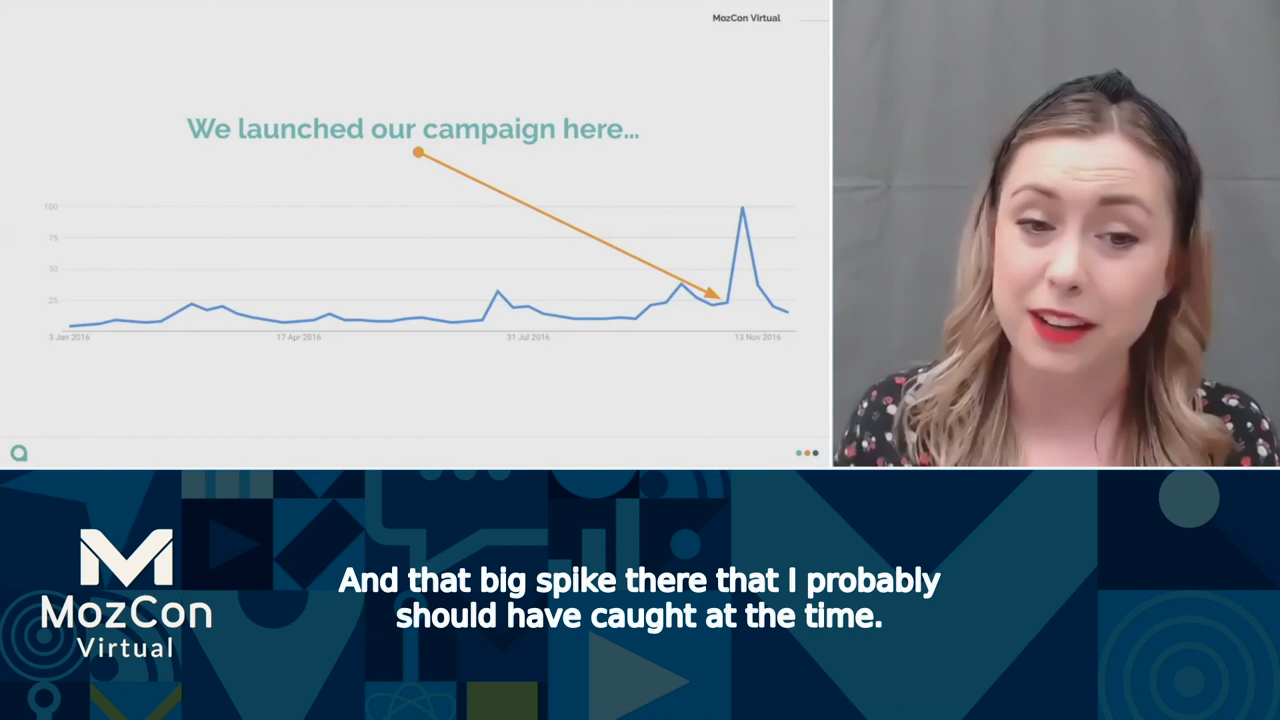 MozCon Virtual
We launched our campaign here...
100
75
50
25
3 Jan 2016
17 Apr 2016
31 Jul 2016
13 Nov 2016
MozCon
Virtual
And that big spike there that I probably
should have caught at the time.